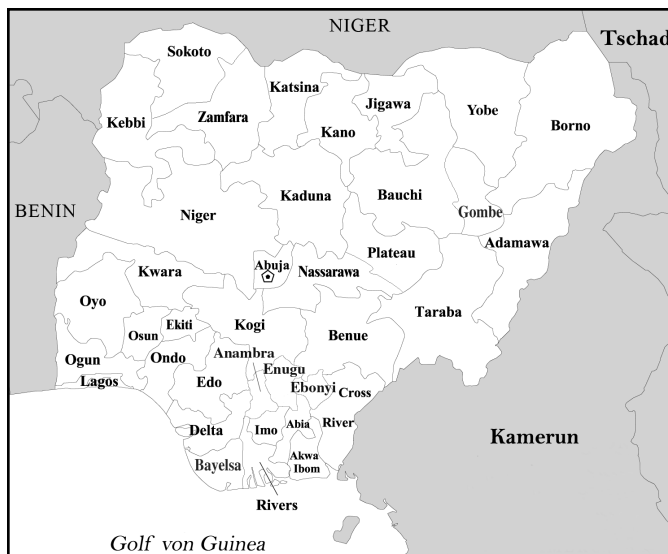 NIGER
Tschad
Sokoto
Katsina
Jigawa
Yobe
Borno
Kebbi
Zamfara
Kano
BENIN
Niger
Kaduna
Bauchi
Gombe
Adamawa
Plateau
Abuja
Nassarawa
Kwara
Oyo
Taraba
Osun
Ekiti
Kogi
Benue
Ogun
Ondo
Anambra
Enugu
Lagos
Edo
Ebonyi
Cross
River
Delta
Imo
Abia
Kamerun
Bayelsa
Akwa
Ibom
Rivers
Golf von Guinea